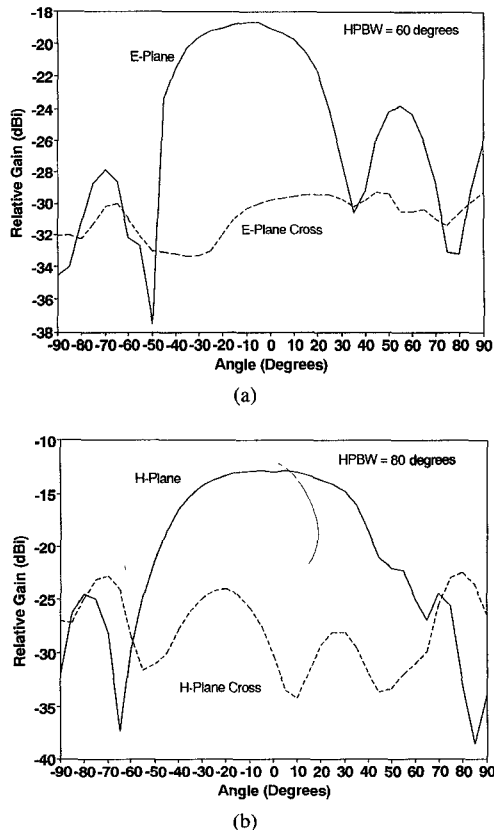 -18
HPBW = 60 degrees
E-Plane
-20
-22
-24
-26
-28
-30
-32
-34
-36
-38
Relative Gain (dBi)
E-Plane Cross
-90 -80 -70 -60 -50 -40 -30 -20 -10 0 10 20 30 40 50 60 70 80 90
Angle (Degrees)
(a)
-10
HPBW = 80 degrees
H-Plane
-15
-20
-25
-30
-35
-40
Relative Gain (dBi)
H-Plane Cross
-90 -80 -70 -60 -50 -40 -30 -20 -10 0 10 20 30 40 50 60 70 80 90
Angle (Degrees)
(b)